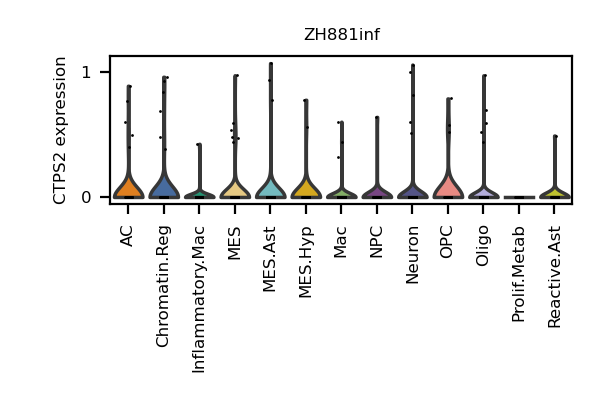 ZH881inf
CTPS2 expression
1
0
AC
Chromatin.Reg
Inflammatory.Mac
MES
MES.Ast
MES.Hyp
Mac
NPC
Neuron
OPC
Oligo
Prolif.Metab
Reactive.Ast